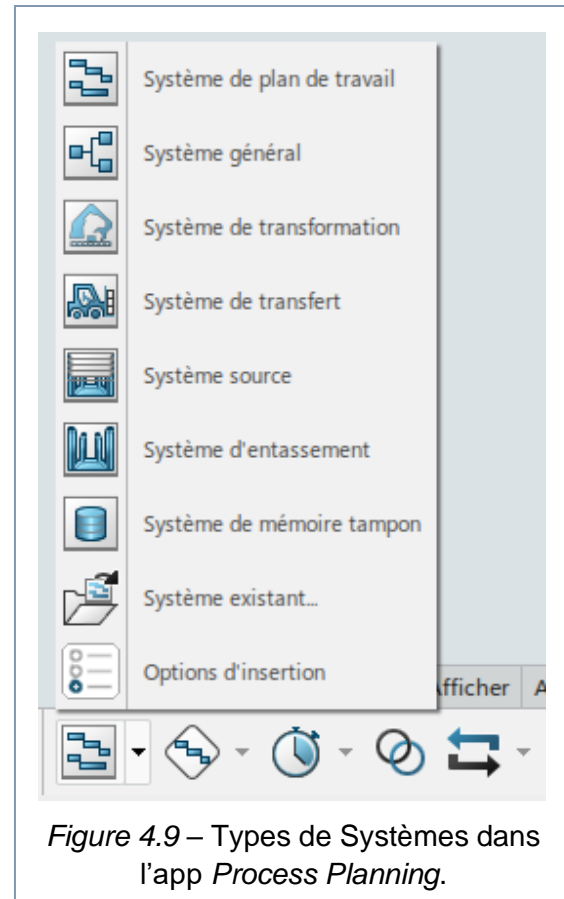 Système de plan de travail
Système général
Système de transformation
Système de transfert
Système source
Système d'entassement
Système de mémoire tampon
Système existant...
Options d'insertion
Afficher
Figure 4.9 – Types de Systèmes dans
l'app Process Planning.